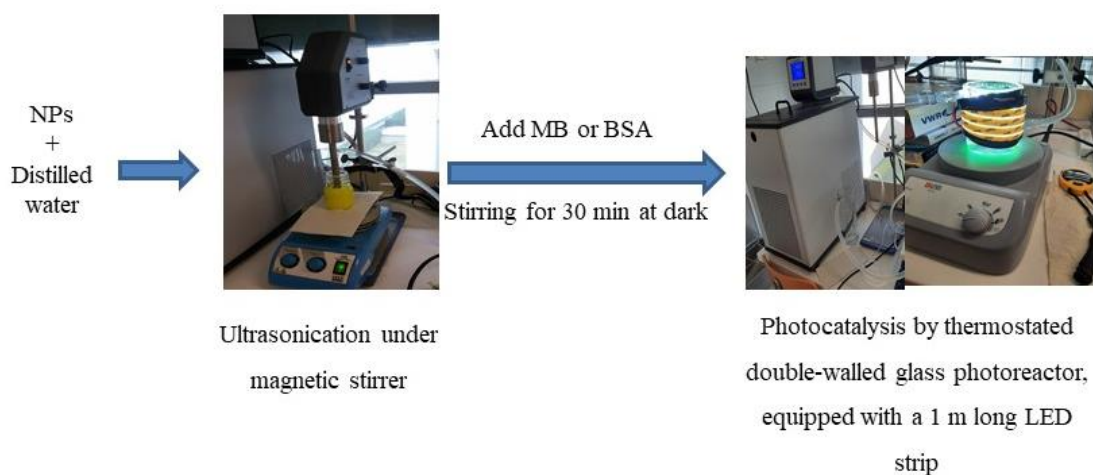 NPs
+
Distilled
water
Add MB or BSA
Stirring for 30 min at dark
VWR
Ultrasonication under
magnetic stirrer
Photocatalysis by thermostated
double-walled glass photoreactor,
equipped with a 1 m long LED
strip